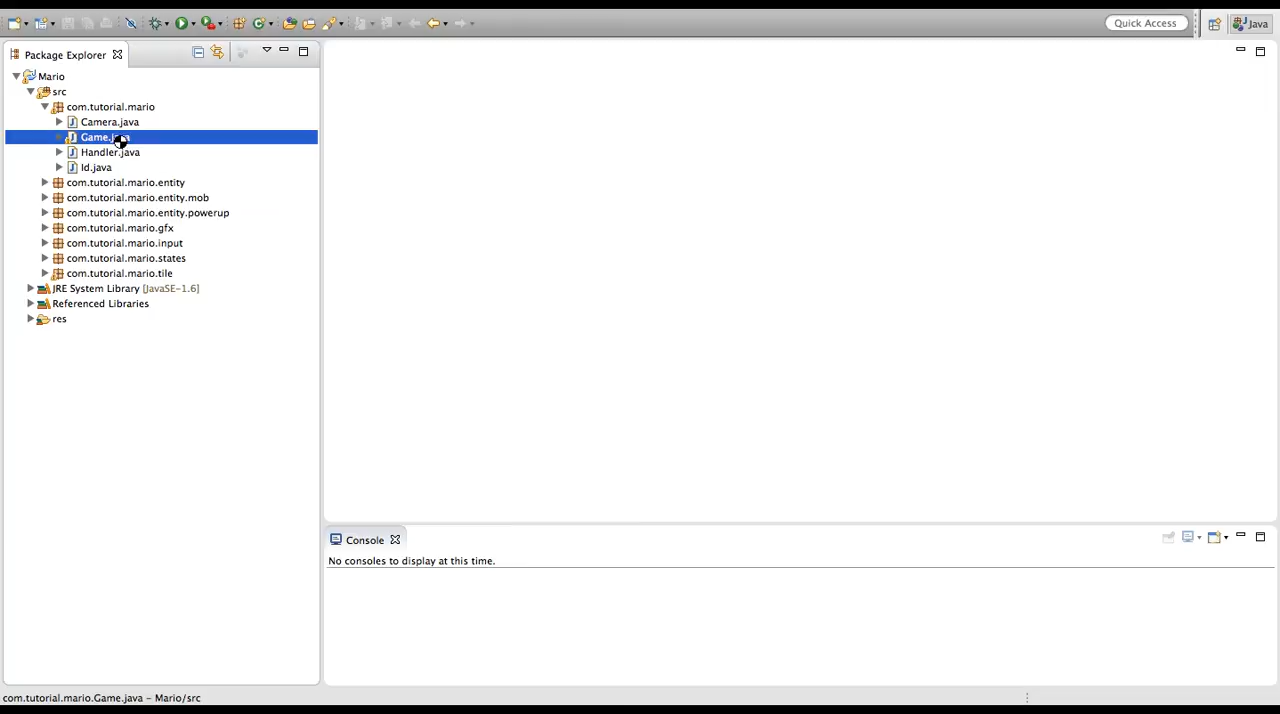 Quick Access
Java
Package Explorer
Mario
src
com.tutorial.mario
Camera.java
Game.java
Handler.java
Id.java
com.tutorial.mario.entity
com.tutorial.mario.entity.mob
com.tutorial.mario.entity.powerup
com.tutorial.mario.gfx
com.tutorial.mario.input
com.tutorial.mario.states
com.tutorial.mario.tile
JRE System Library [JavaSE-1.6]
Referenced Libraries
res
Console
No consoles to display at this time.
com.tutorial.mario.Game.java - Mario/src